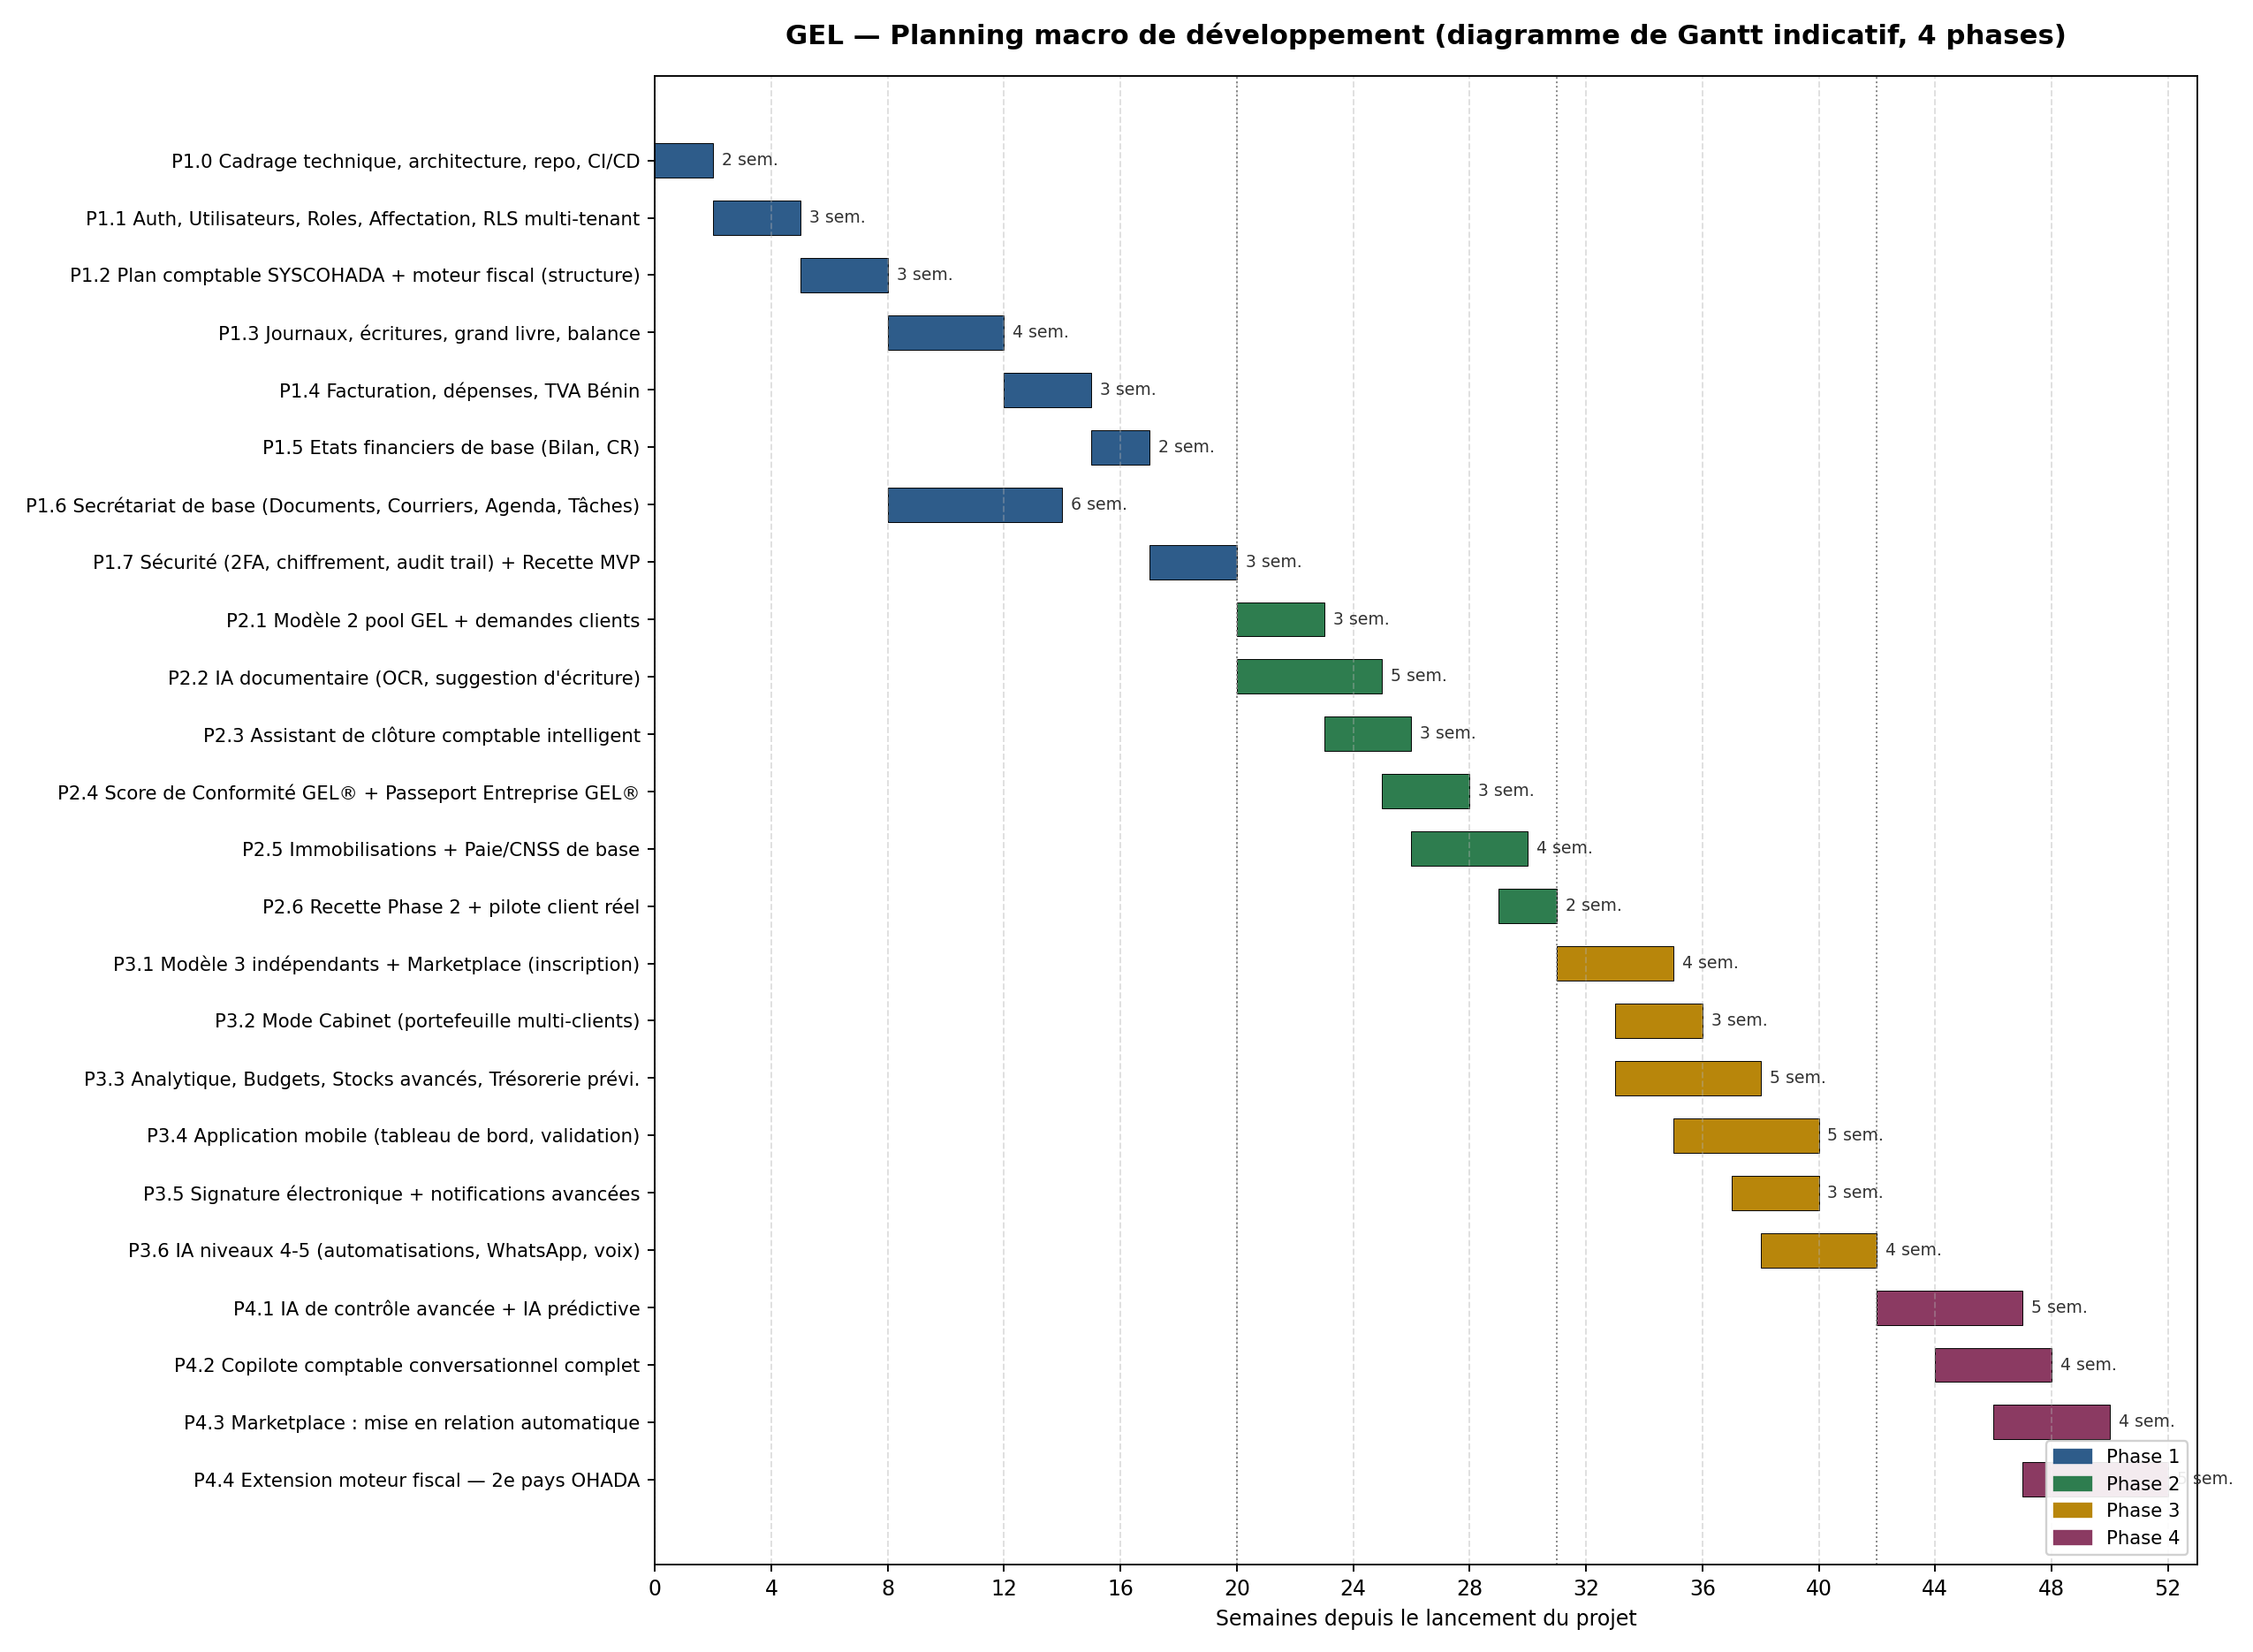 GEL — Planning macro de développement (diagramme de Gantt indicatif, 4 phases)
P1.0 Cadrage technique, architecture, repo, CI/CD 2 sem.
P1.1 Auth, Utilisateurs, Roles, Affectation, RLS multi-tenant 3 sem.
P1.2 Plan comptable SYSCOHADA + moteur fiscal (structure) 3 sem.
P1.3 Journaux, écritures, grand livre, balance 4 sem.
P1.4 Facturation, dépenses, TVA Bénin 3 sem.
P1.5 Etats financiers de base (Bilan, CR) 2 sem.
P1.6 Secrétariat de base (Documents, Courriers, Agenda, Tâches) 6 sem.
P1.7 Sécurité (2FA, chiffrement, audit trail) + Recette MVP 3 sem.
P2.1 Modèle 2 pool GEL + demandes clients 3 sem.
P2.2 IA documentaire (OCR, suggestion d'écriture) 5 sem.
P2.3 Assistant de clôture comptable intelligent 3 sem.
P2.4 Score de Conformité GEL® + Passeport Entreprise GEL® 3 sem.
P2.5 Immobilisations + Paie/CNSS de base 4 sem.
P2.6 Recette Phase 2 + pilote client réel 2 sem.
P3.1 Modèle 3 indépendants + Marketplace (inscription) 4 sem.
P3.2 Mode Cabinet (portefeuille multi-clients) 3 sem.
P3.3 Analytique, Budgets, Stocks avancés, Trésorerie prévi. 5 sem.
P3.4 Application mobile (tableau de bord, validation) 5 sem.
P3.5 Signature électronique + notifications avancées 3 sem.
P3.6 IA niveaux 4-5 (automatisations, WhatsApp, voix) 4 sem.
P4.1 IA de contrôle avancée + IA prédictive 5 sem.
P4.2 Copilote comptable conversationnel complet 4 sem.
P4.3 Marketplace : mise en relation automatique 4 sem.
P4.4 Extension moteur fiscal — 2e pays OHADA sem.
Phase 1
Phase 2
Phase 3
Phase 4
0 4 8 12 16 20 24 28 32 36 40 44 48 52
Semaines depuis le lancement du projet